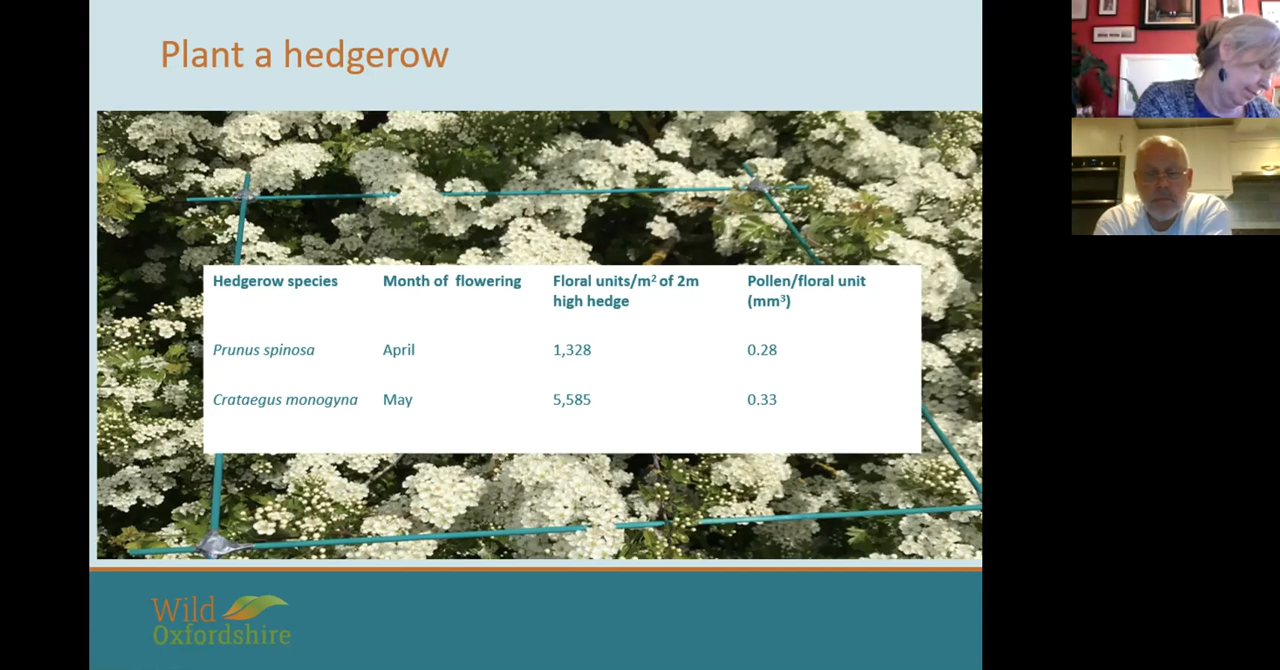 Plant a hedgerow
Hedgerow species Month of flowering Floral units/m² of 2m high hedge Pollen/floral unit (mm³)
Prunus spinosa April 1,328 0.28
Crataegus monogyna May 5,585 0.33
Wild
Oxfordshire